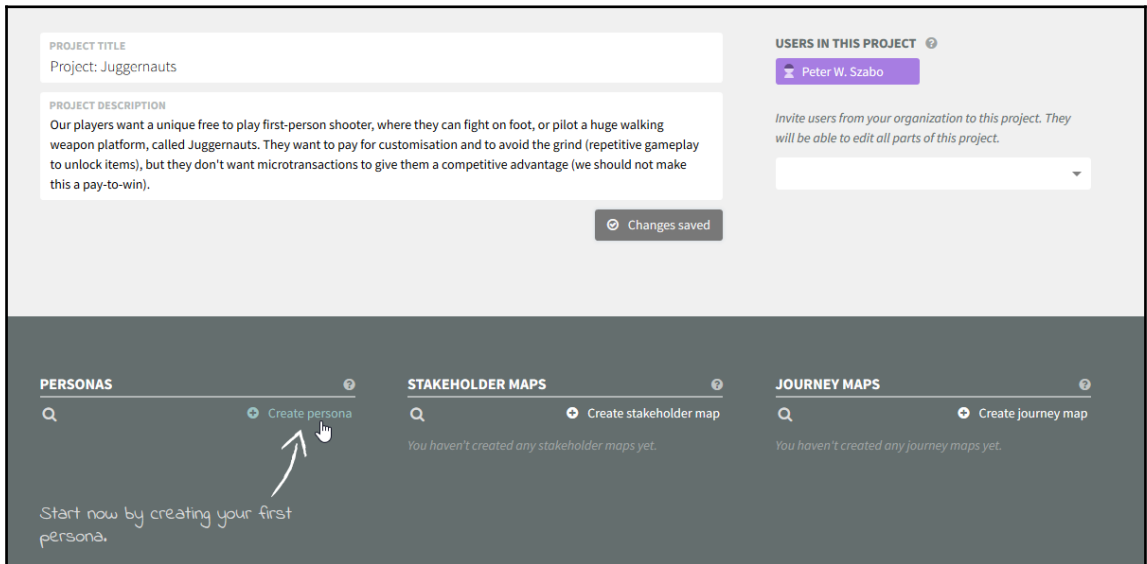 PROJECT TITLE
Project: Juggernauts
PROJECT DESCRIPTION
Our players want a unique free to play first-person shooter, where they can fight on foot, or pilot a huge walking
weapon platform, called Juggernauts. They want to pay for customisation and to avoid the grind (repetitive gameplay
to unlock items), but they don't want microtransactions to give them a competitive advantage (we should not make
this a pay-to-win).
Changes saved
USERS IN THIS PROJECT
Peter W. Szabo
Invite users from your organization to this project. They
will be able to edit all parts of this project.
PERSONAS
Create persona
Start now by creating your first
persona.
STAKEHOLDER MAPS
Create stakeholder map
You haven't created any stakeholder maps yet.
JOURNEY MAPS
Create journey map
You haven't created any journey maps yet.